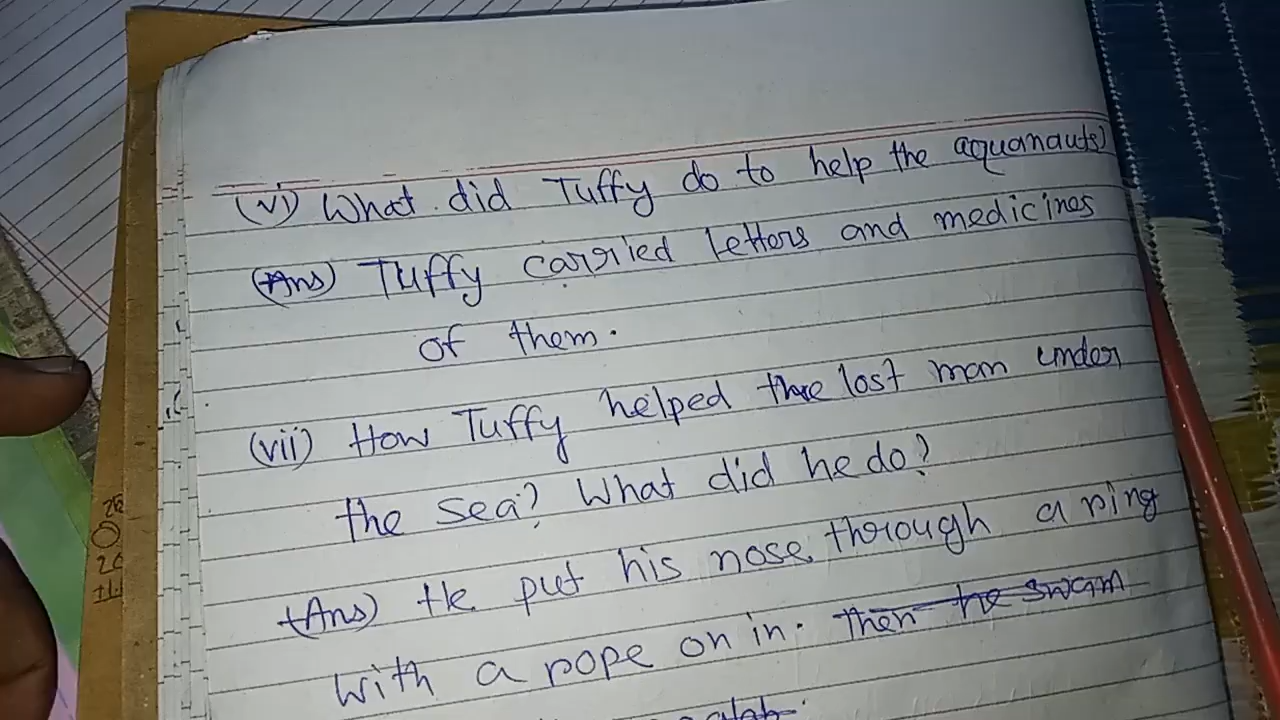 (vi) What did Tuffy do to help the aquanauts)
(Ans) Tuffy carried letters and medicines
of them.
(vii) How Tuffy helped the lost man under
the sea? What did he do?
(Ans) He put his nose through a ring
with a rope on in. Then he swam